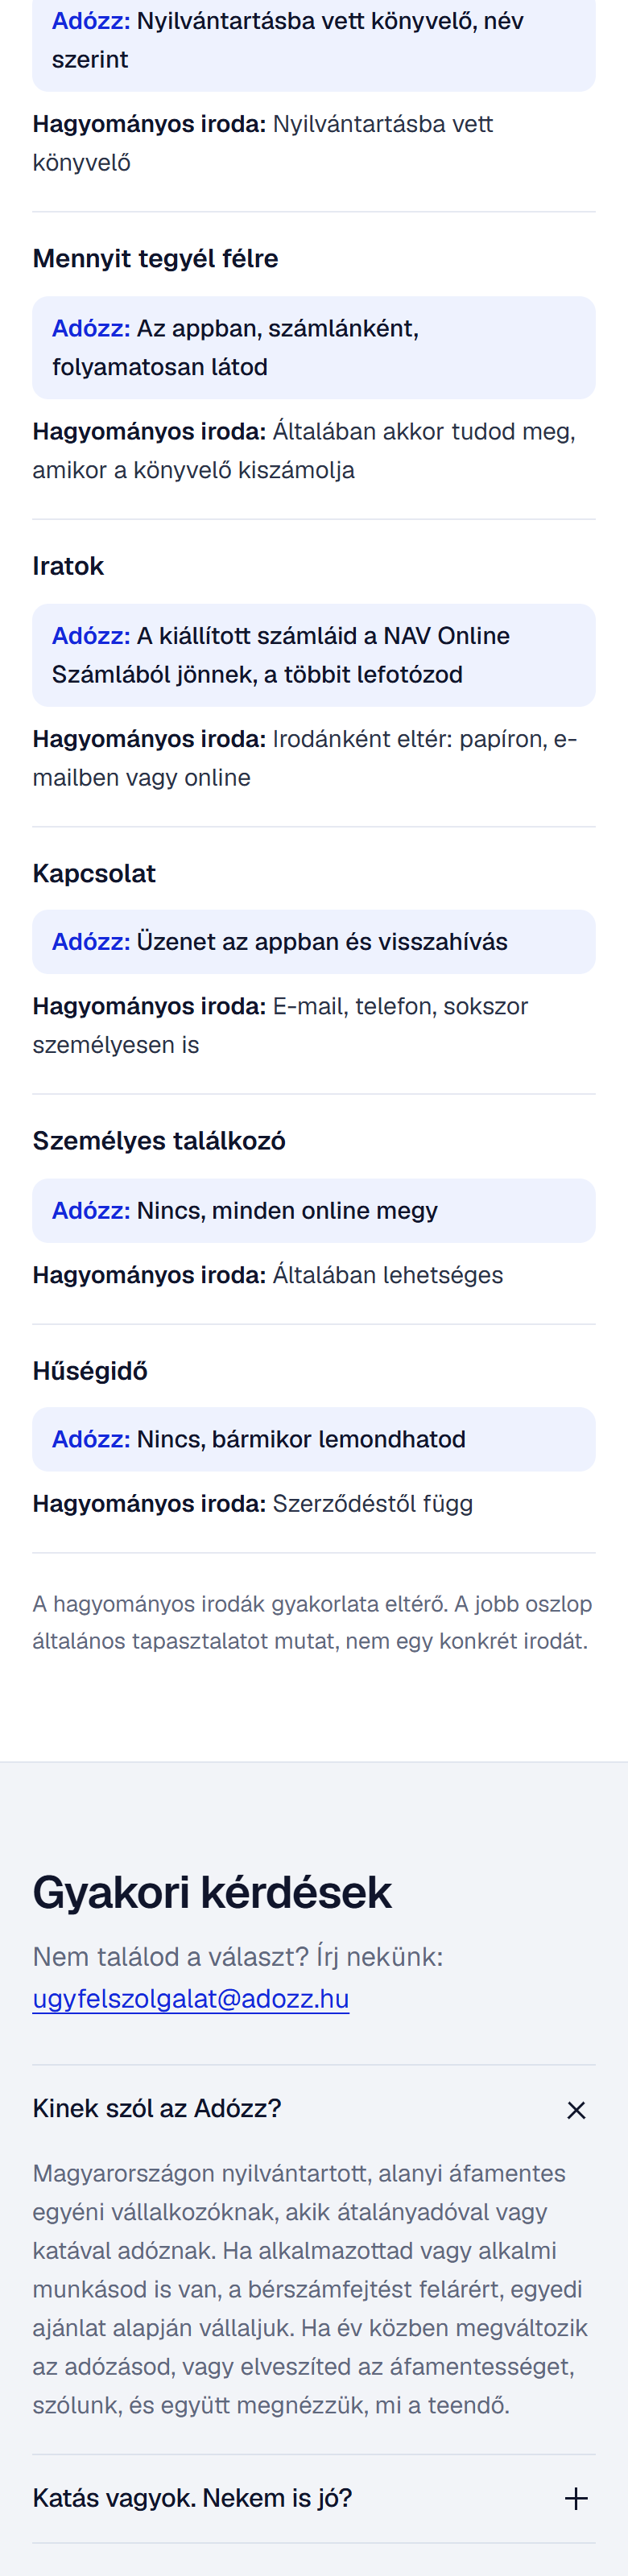 Adózz: Nyilvántartásba vett könyvelő, név
szerint
Hagyományos iroda: Nyilvántartásba vett
könyvelő
Mennyit tegyél félre
Adózz: Az appban, számlánként,
folyamatosan látod
Hagyományos iroda: Általában akkor tudod meg,
amikor a könyvelő kiszámolja
Iratok
Adózz: A kiállított számláid a NAV Online
Számlából jönnek, a többit lefotózod
Hagyományos iroda: Irodánként eltér: papíron, e-
mailben vagy online
Kapcsolat
Adózz: Üzenet az appban és visszahívás
Hagyományos iroda: E-mail, telefon, sokszor
személyesen is
Személyes találkozó
Adózz: Nincs, minden online megy
Hagyományos iroda: Általában lehetséges
Hűségidő
Adózz: Nincs, bármikor lemondhatod
Hagyományos iroda: Szerződéstől függ
A hagyományos irodák gyakorlata eltérő. A jobb oszlop
általános tapasztalatot mutat, nem egy konkrét irodát.
Gyakori kérdések
Nem találod a választ? Írj nekünk:
ugyfelszolgalat@adozz.hu
Kinek szól az Adózz?
Magyarországon nyilvántartott, alanyi áfamentes
egyéni vállalkozóknak, akik átalányadóval vagy
katával adóznak. Ha alkalmazottad vagy alkalmi
munkásod is van, a bérszámfejtést felárért, egyedi
ajánlat alapján vállaljuk. Ha év közben megváltozik
az adózásod, vagy elveszíted az áfamentességet,
szólunk, és együtt megnézzük, mi a teendő.
Katás vagyok. Nekem is jó?